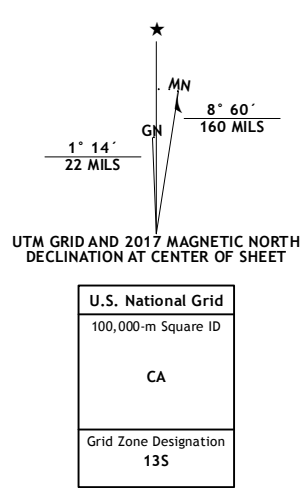 ★
MN
8° 60´
160 MILS
GN
1° 14´
22 MILS
UTM GRID AND 2017 MAGNETIC NORTH
DECLINATION AT CENTER OF SHEET
U.S. National Grid
100,000-m Square ID
CA
Grid Zone Designation
13S